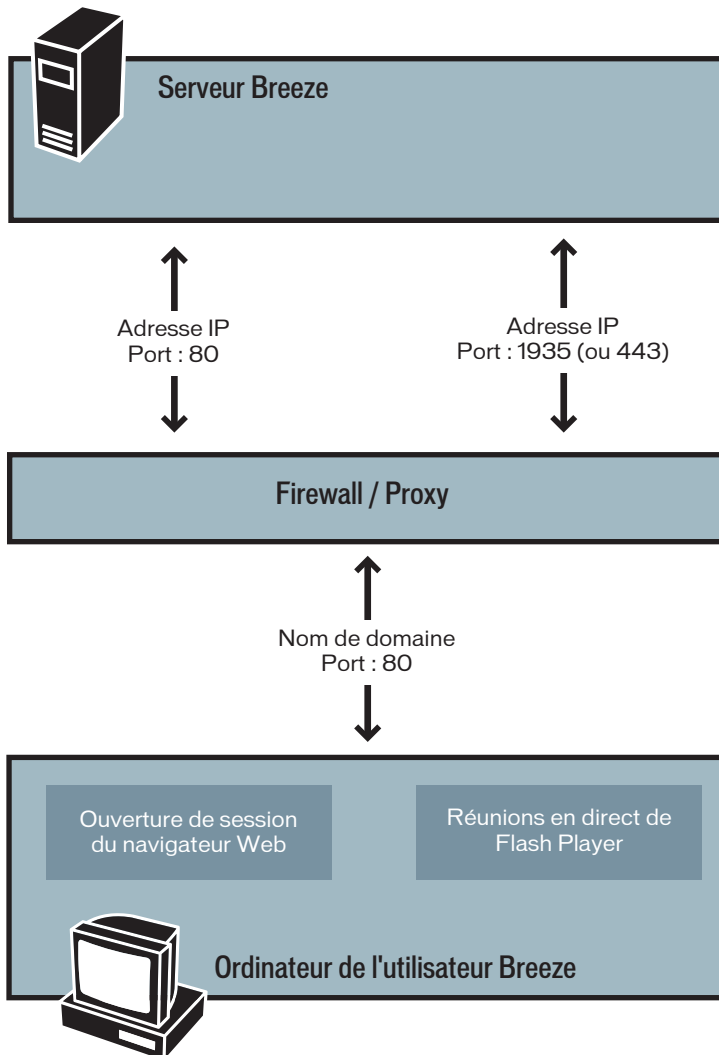 Serveur Breeze
Adresse IP
Port : 80
Adresse IP
Port : 1935 (ou 443)
Firewall / Proxy
Nom de domaine
Port : 80
Ouverture de session
du navigateur Web
Réunions en direct de
Flash Player
Ordinateur de l'utilisateur Breeze